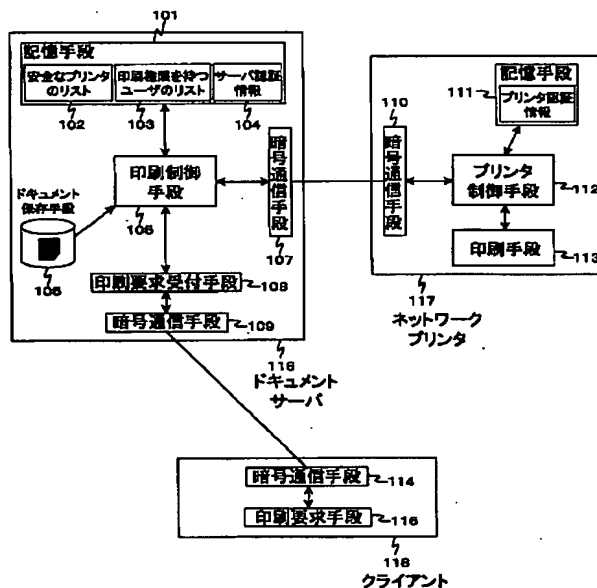 101
記憶手段
安全なプリンタ
のリスト
印刷権限を持つ
ユーザのリスト
サーバ認証
情報
102
103
104
110
記憶手段
111
プリンタ認証
情報
印刷制御
手段
106
暗号通信手段
107
暗号通信手段
プリンタ
制御手段
112
ドキュメント
保存手段
105
印刷手段
113
印刷要求受付手段
108
117
ネットワーク
プリンタ
暗号通信手段
109
116
ドキュメント
サーバ
暗号通信手段
114
印刷要求手段
115
118
クライアント